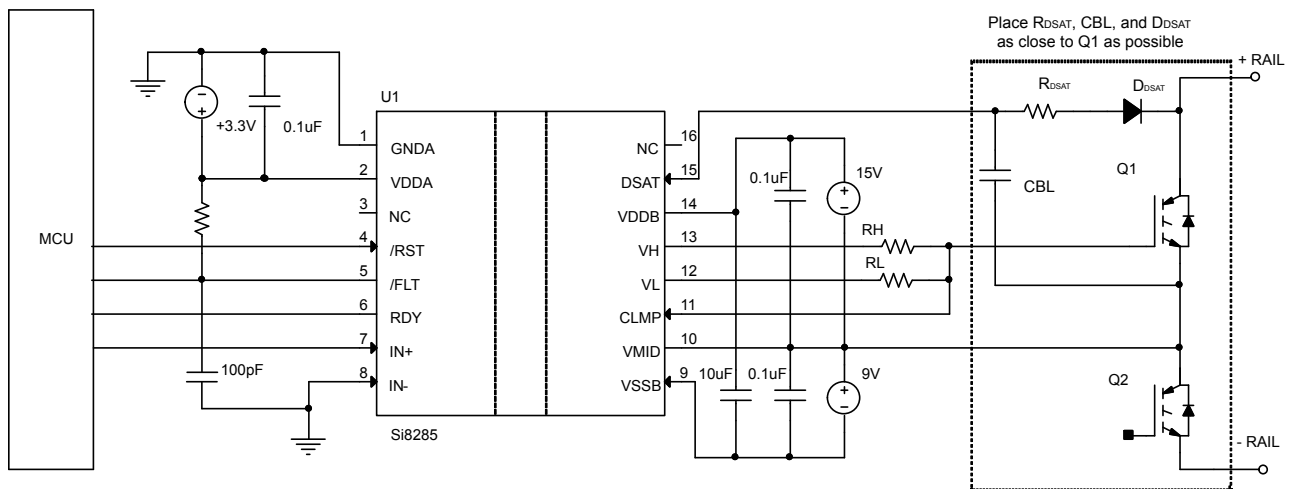 Place RDSAT, CBL, and DDSAT
as close to Q1 as possible
+ RAIL
RDSAT
DDSAT
U1
+3.3V
0.1uF
1
GNDA
2
VDDA
3
NC
4
/RST
5
/FLT
6
RDY
7
IN+
8
IN-
MCU
100pF
Si8285
16
NC
15
DSAT
14
VDDB
13
VH
12
VL
11
CLMP
10
VMID
9
VSSB
0.1uF
15V
RH
RL
10uF
0.1uF
9V
CBL
Q1
Q2
- RAIL